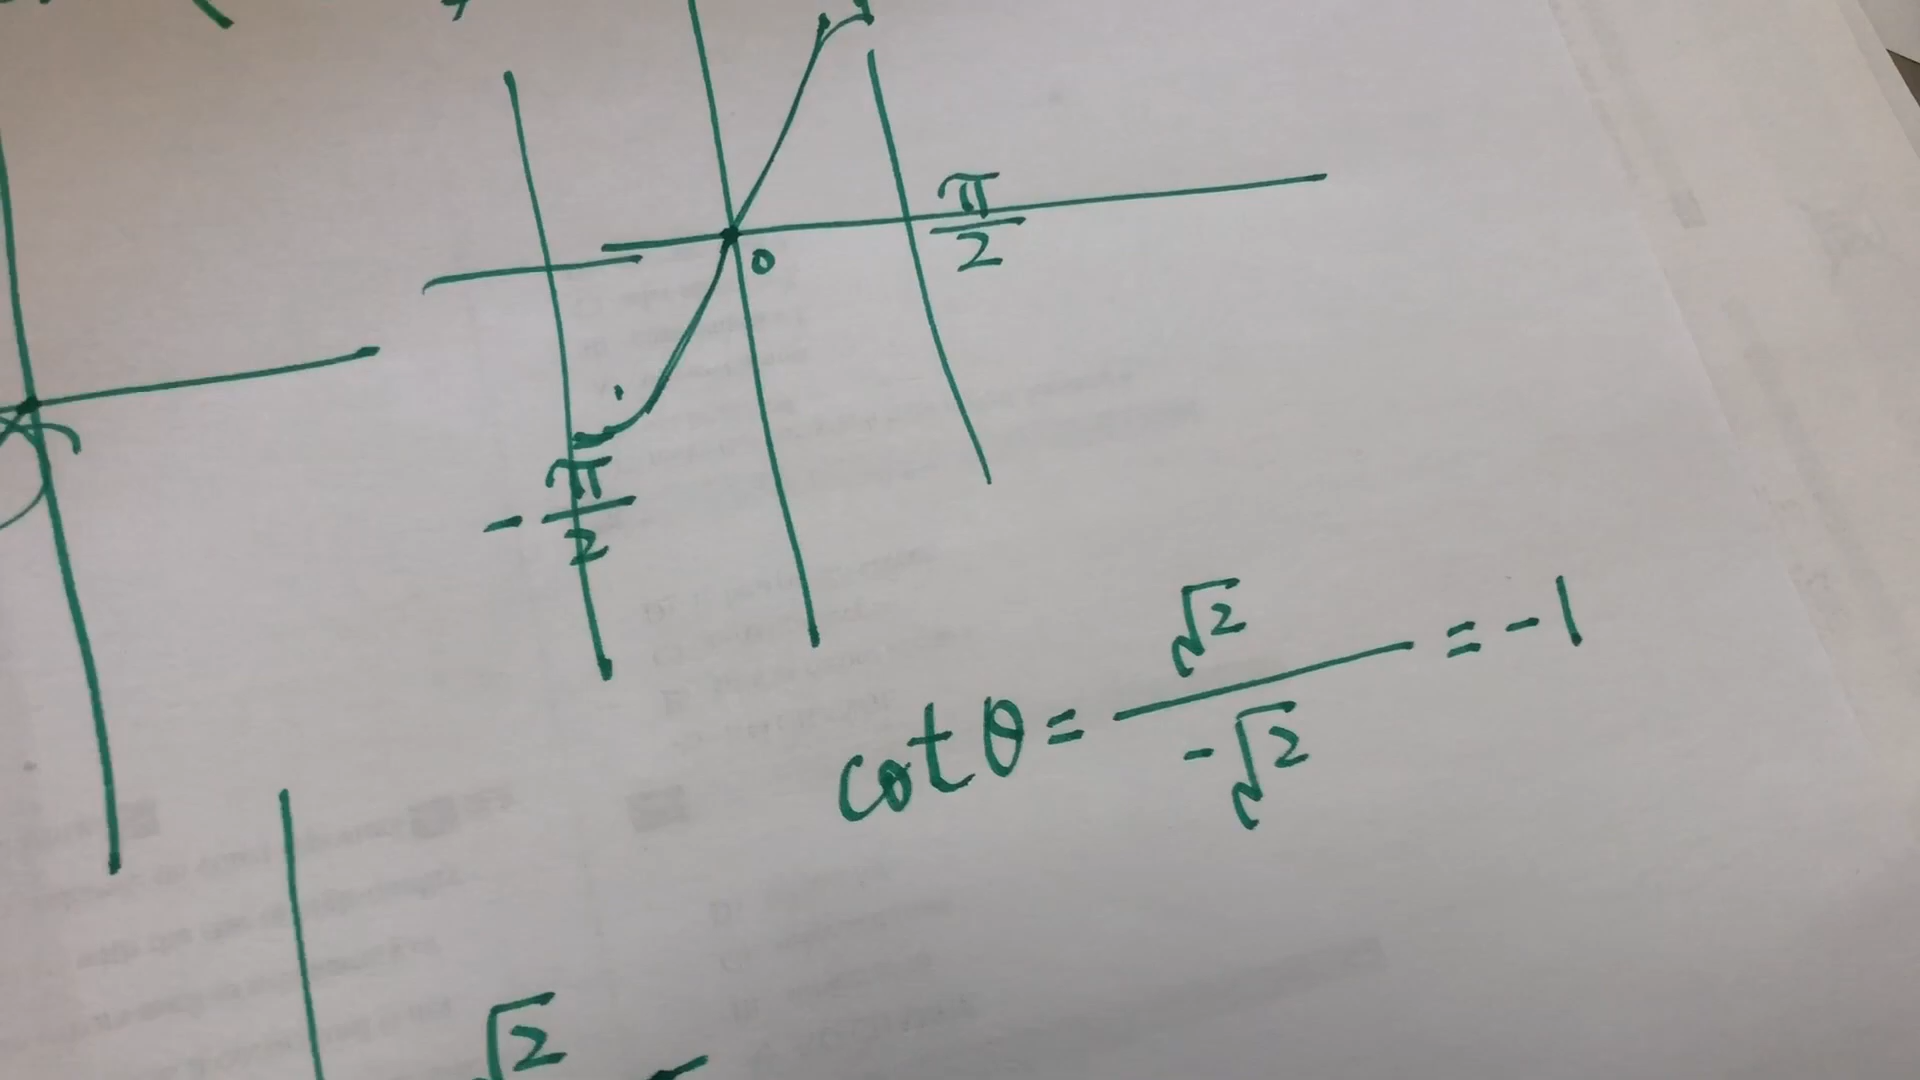 π/2
0
-π/2
cot θ = √2/-√2 = -1
√2